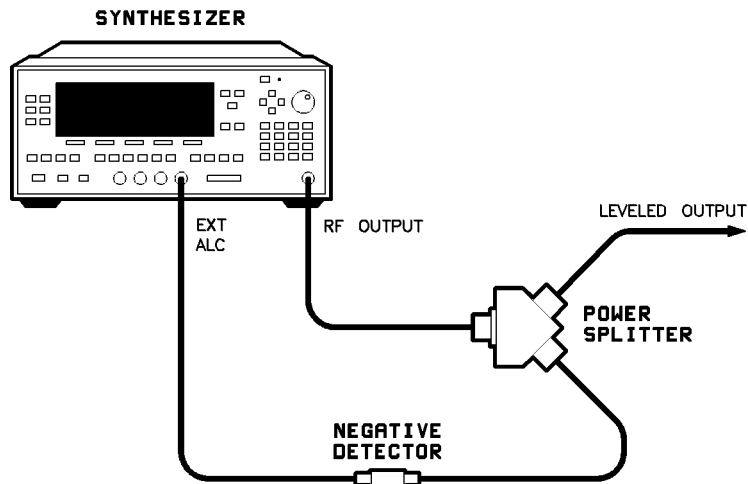 SYNTHESIZER
EXT
ALC
RF OUTPUT
LEVELED OUTPUT
POWER
SPLITTER
NEGATIVE
DETECTOR